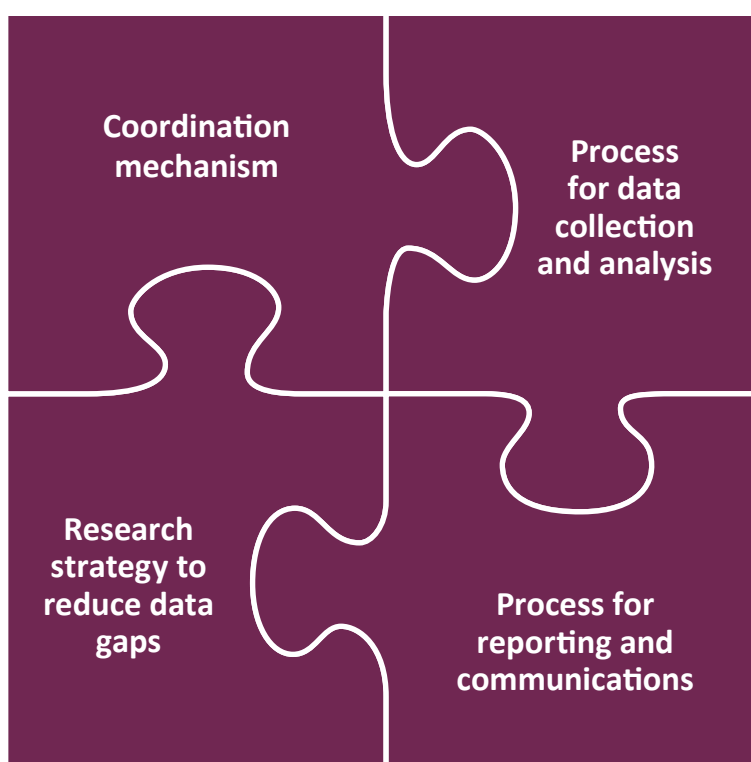 Coordination
mechanism
Process
for data
collection
and analysis
Research
strategy to
reduce data
gaps
Process for
reporting and
communications